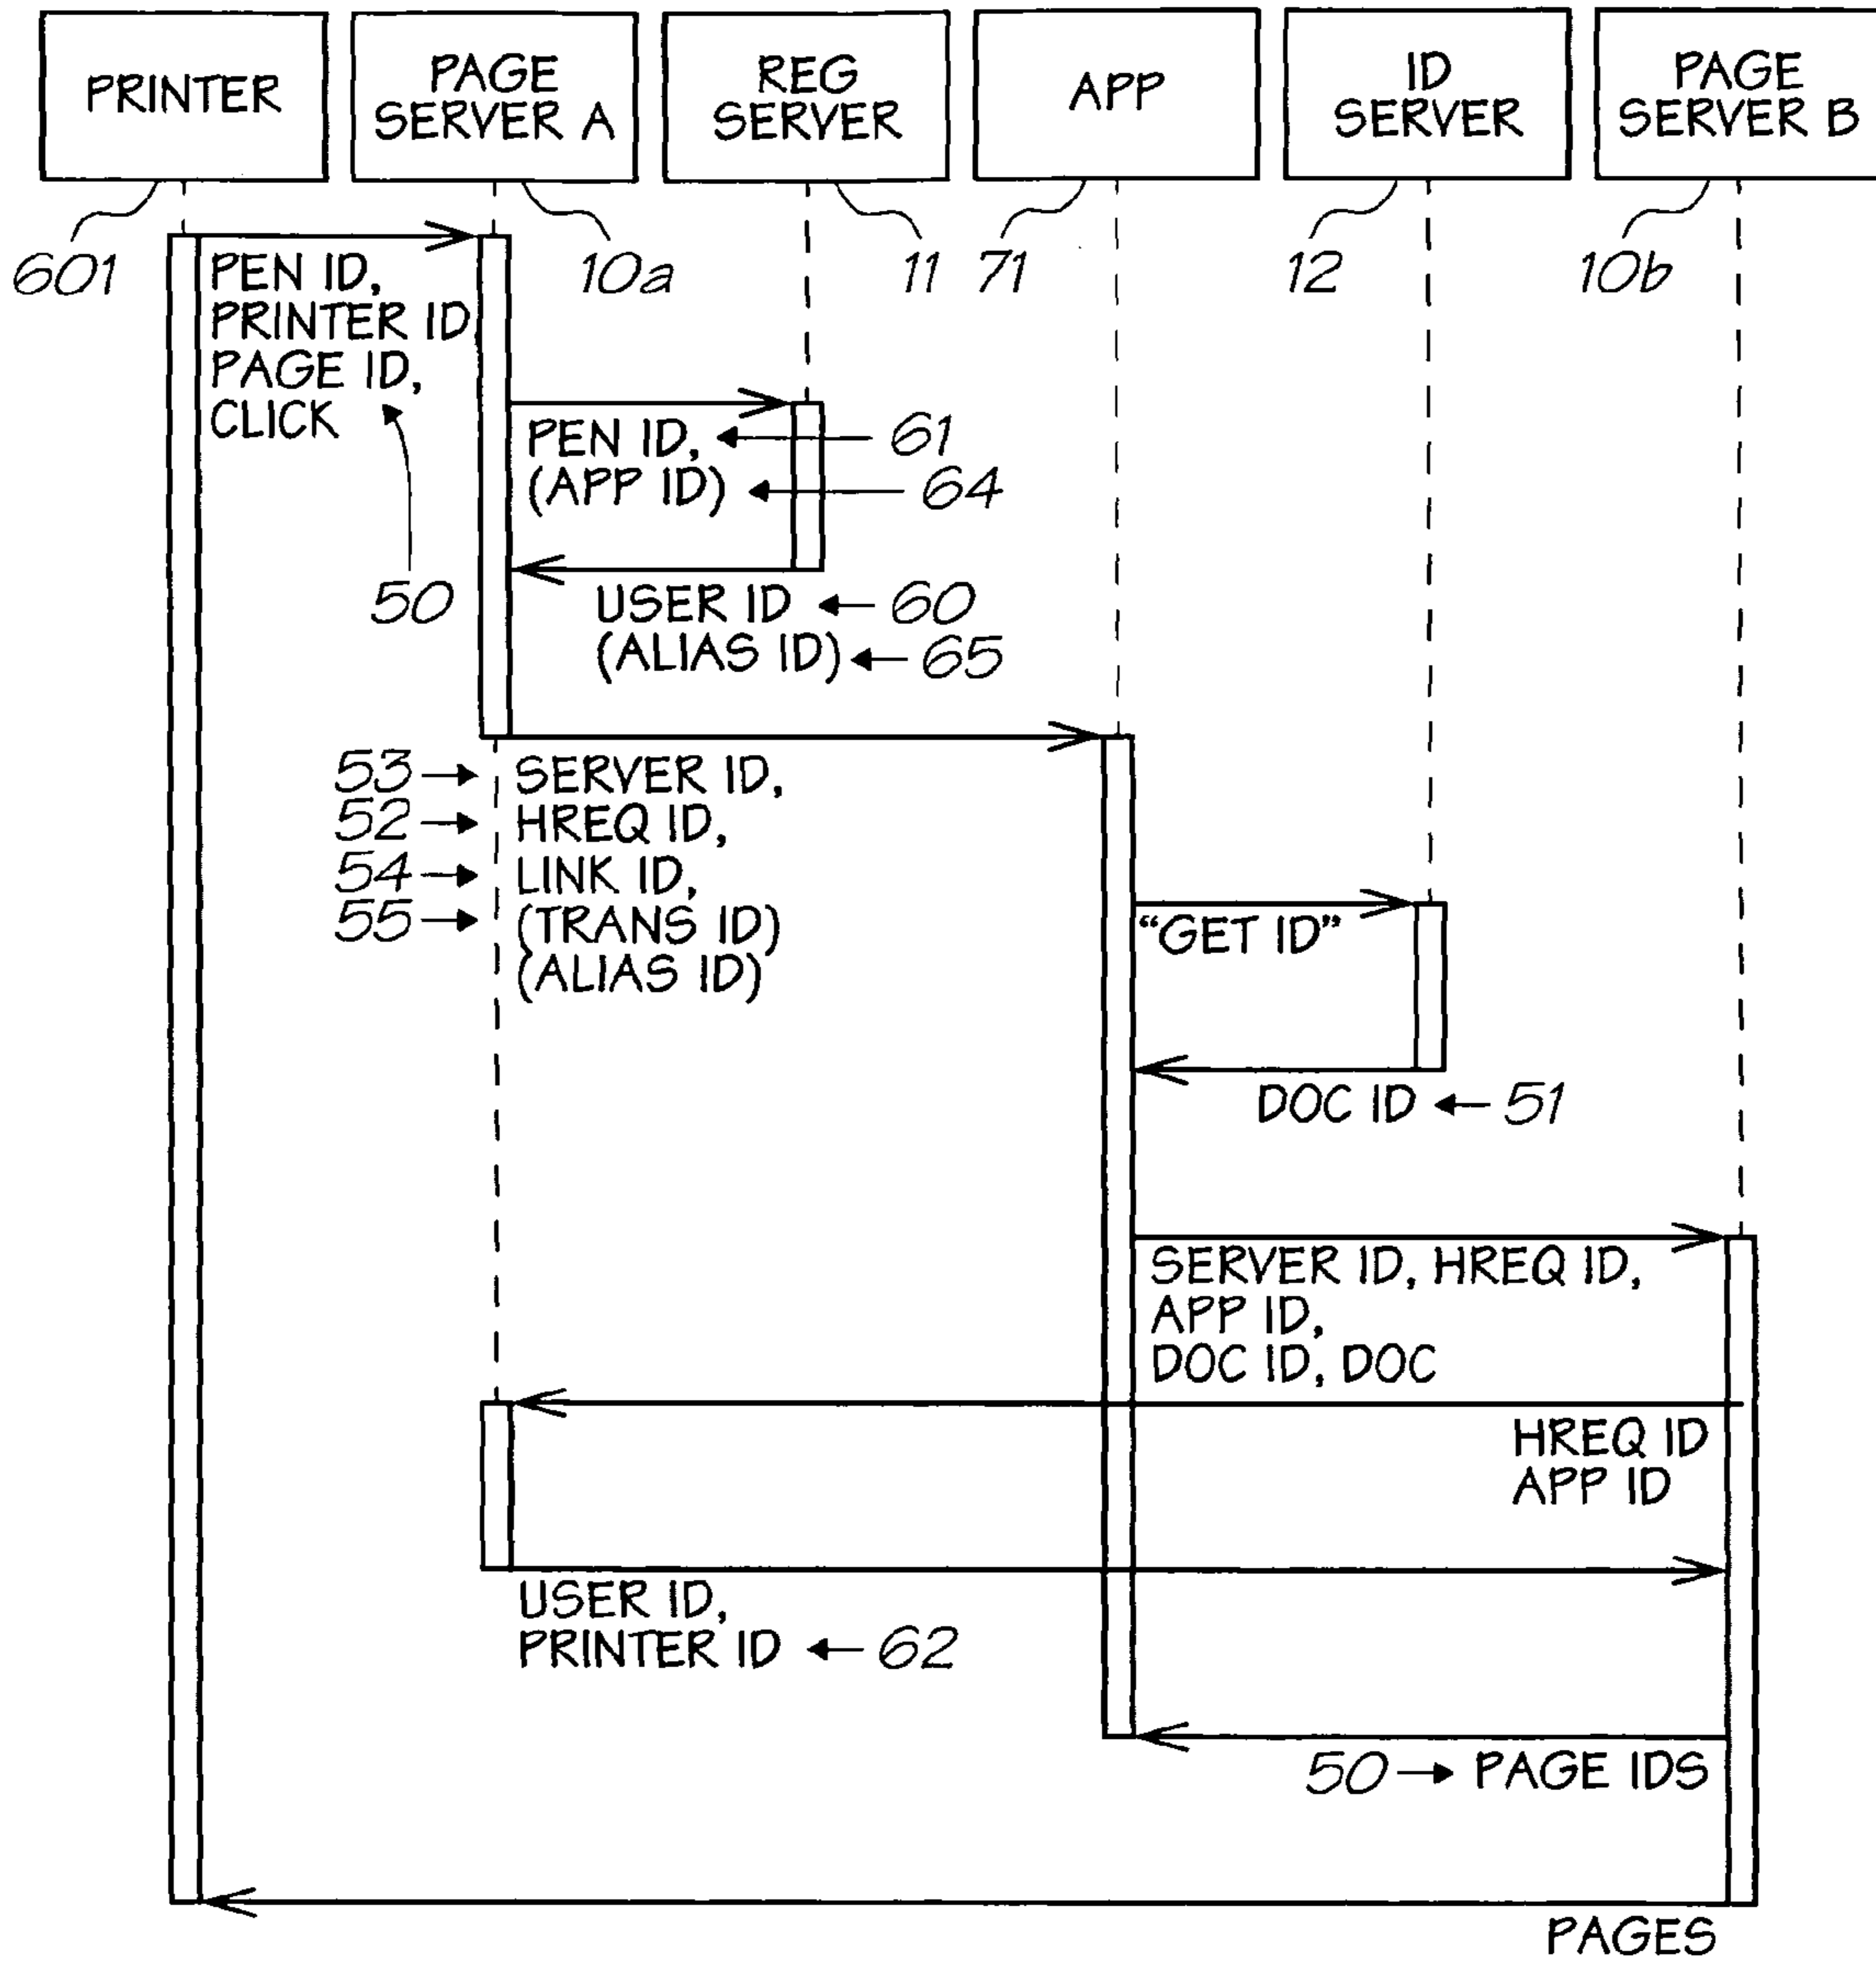 PRINTER
PAGE
SERVER A
REG
SERVER
APP
ID
SERVER
PAGE
SERVER B
601
10a
11
71
12
10b
PEN ID,
PRINTER ID
PAGE ID,
CLICK
50
PEN ID,
(APP ID)
61
64
USER ID
(ALIAS ID)
60
65
53
52
54
55
SERVER ID,
HREQ ID,
LINK ID,
(TRANS ID)
(ALIAS ID)
“GET ID”
DOC ID
51
SERVER ID, HREQ ID,
APP ID,
DOC ID, DOC
HREQ ID
APP ID
USER ID,
PRINTER ID
62
50
PAGE IDS
PAGES